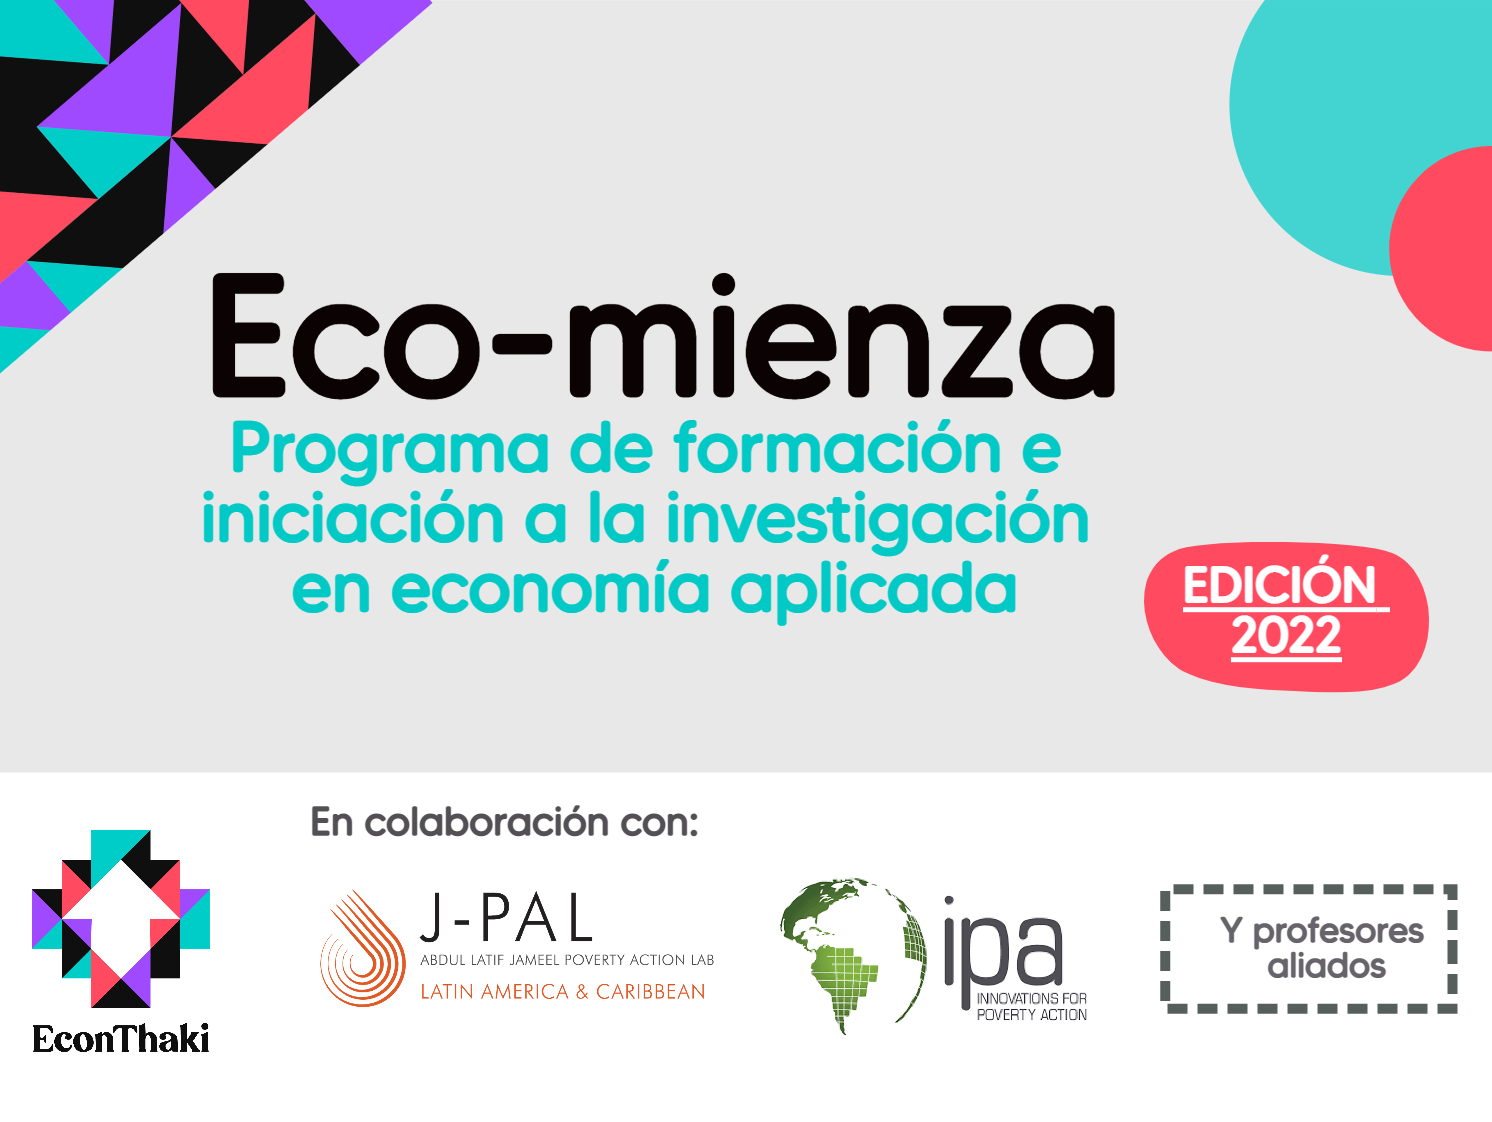 Eco-mienza
Programa de formación e
iniciación a la investigación
en economía aplicada
EDICIÓN
2022
En colaboración con:
EconThaki
J-PAL
ABDUL LATIF JAMEEL POVERTY ACTION LAB
LATIN AMERICA & CARIBBEAN
ipa
INNOVATIONS FOR
POVERTY ACTION
Y profesores
aliados